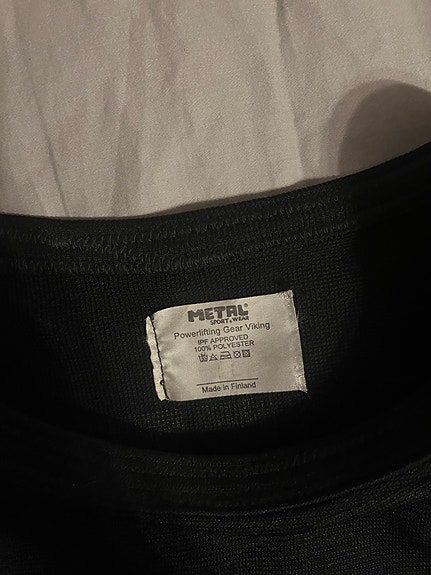 METAL
SPORT & WEAR
Powerlifting Gear Viking
IPF APPROVED
100% POLYESTER
Made in Finland